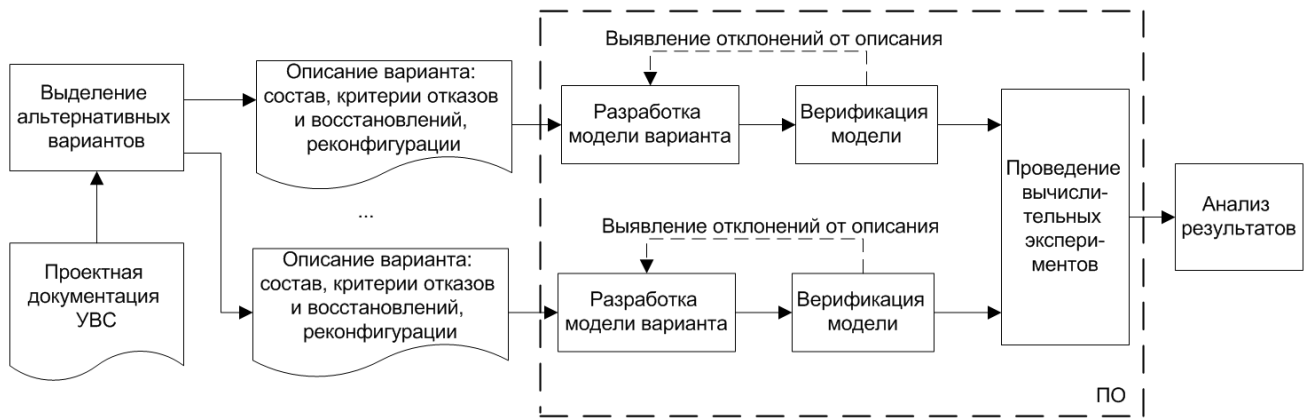 Выделение
альтернативных
вариантов
Проектная
документация
УВС
Описание варианта:
состав, критерии отказов
и восстановлений,
реконфигурации
...
Описание варианта:
состав, критерии отказов
и восстановлений,
реконфигурации
Выявление отклонений от описания
Разработка
модели варианта
Верификация
модели
Выявление отклонений от описания
Разработка
модели варианта
Верификация
модели
Проведение
вычисли-
тельных
экспери-
ментов
ПО
Анализ
результатов